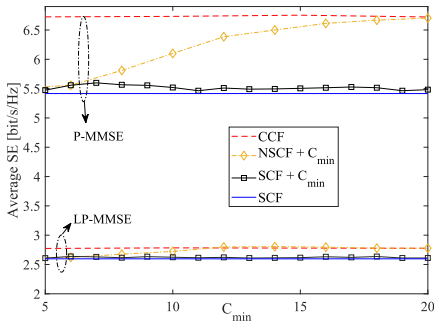 Average SE [bit/s/Hz]
6.5
6
5.5
5
4.5
4
3.5
3
2.5
2
P-MMSE
LP-MMSE
CCF
NSCF + C_min
SCF + C_min
SCF
5
10
15
20
C_min